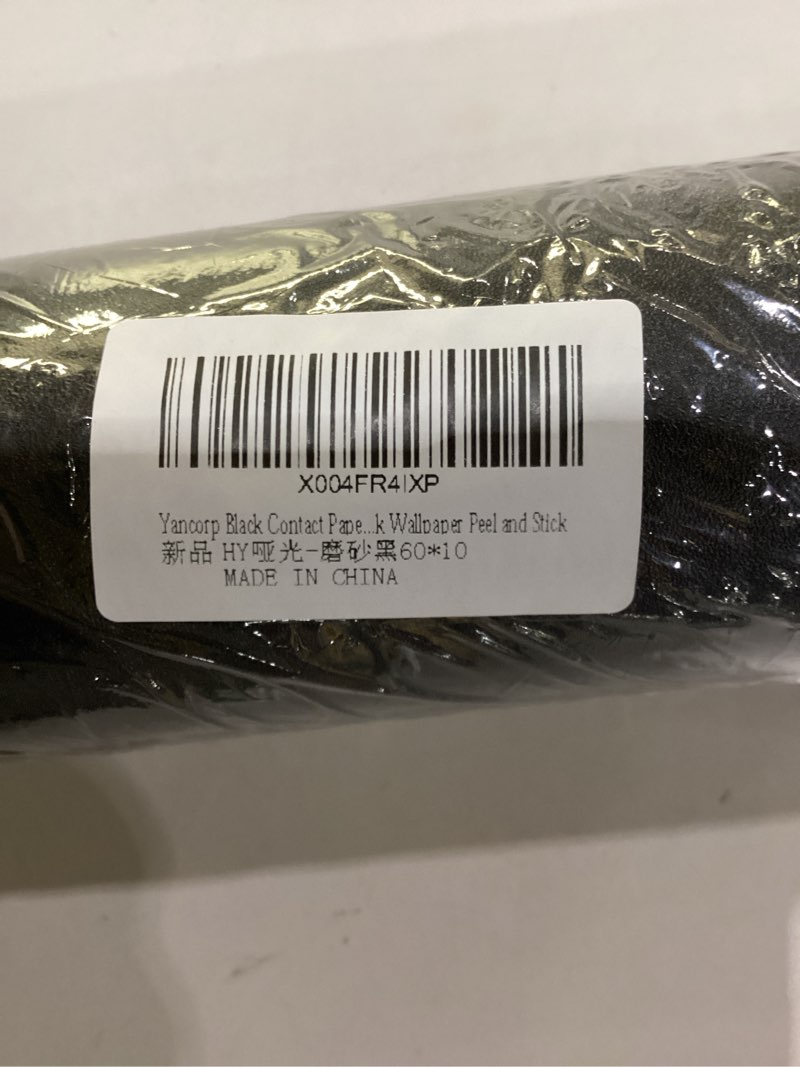 X004FR4IXP
Yancorp Black Contact Pape...k Wallpaper Peel and Stick
新品 HY哑光-磨砂黑60*10
MADE IN CHINA